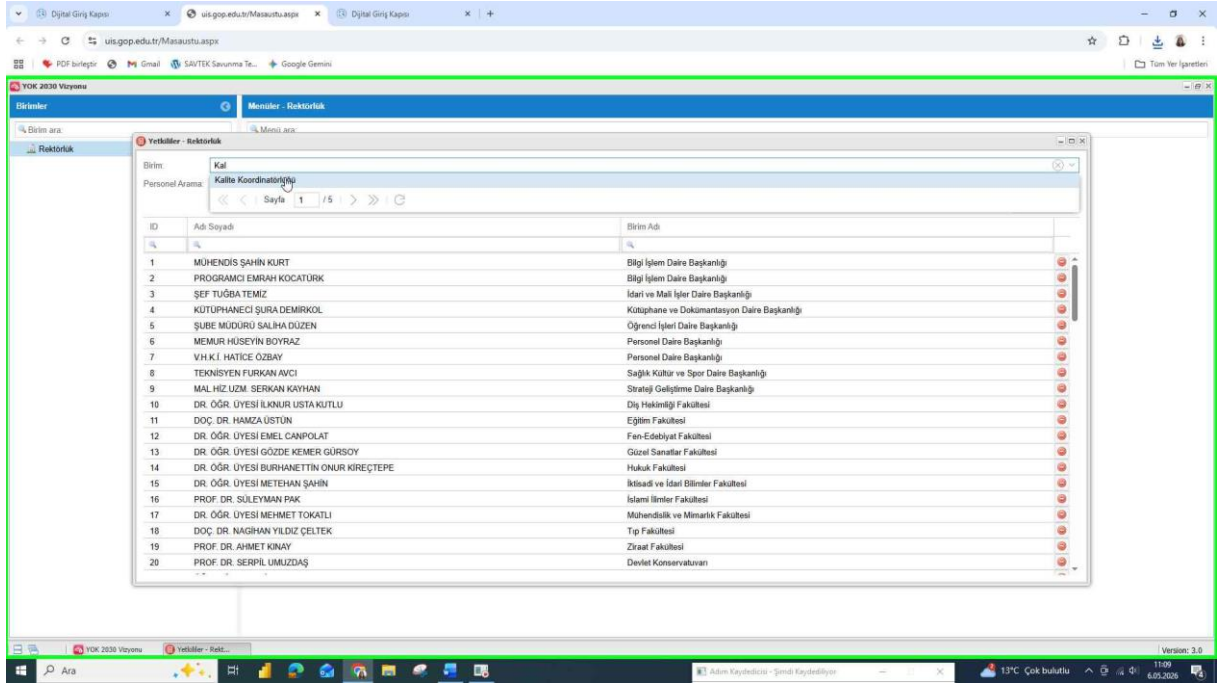 Dijital Giriş Kapısı
uis.gop.edu.tr/Masaustu.aspx
Dijital Giriş Kapısı
uis.gop.edu.tr/Masaustu.aspx
PDF birleştir
Gmail
SAVTEK Savunma Te...
Google Gemini
Tüm Yer İşaretleri
YOK 2030 Vizyonu
Birimler
Menüler - Rektörlük
Birim ara:
Menü ara:
Rektörlük
Yetkililer - Rektörlük
Birim: Kal
Personel Arama: Kalite Koordinatörlüğü
Sayfa 1 / 5
ID Adı Soyadı Birim Adı
1 MÜHENDİS ŞAHİN KURT Bilgi İşlem Daire Başkanlığı
2 PROGRAMCI EMRAH KOCATÜRK Bilgi İşlem Daire Başkanlığı
3 ŞEF TUĞBA TEMİZ İdari ve Mali İşler Daire Başkanlığı
4 KÜTÜPHANECİ ŞURA DEMİRKOL Kütüphane ve Dokümantasyon Daire Başkanlığı
5 ŞUBE MÜDÜRÜ SALİHA DÜZEN Öğrenci İşleri Daire Başkanlığı
6 MEMUR HÜSEYİN BOYRAZ Personel Daire Başkanlığı
7 V.H.K.İ. HATİCE ÖZBAY Personel Daire Başkanlığı
8 TEKNİSYEN FURKAN AVCI Sağlık Kültür ve Spor Daire Başkanlığı
9 MAL.HİZ.UZM. SERKAN KAYHAN Strateji Geliştirme Daire Başkanlığı
10 DR. ÖĞR. ÜYESİ İLKNUR USTA KUTLU Diş Hekimliği Fakültesi
11 DOÇ. DR. HAMZA ÜSTÜN Eğitim Fakültesi
12 DR. ÖĞR. ÜYESİ EMEL CANPOLAT Fen-Edebiyat Fakültesi
13 DR. ÖĞR. ÜYESİ GÖZDE KEMER GÜRSOY Güzel Sanatlar Fakültesi
14 DR. ÖĞR. ÜYESİ BURHANETTİN ONUR KİREÇTEPE Hukuk Fakültesi
15 DR. ÖĞR. ÜYESİ METEHAN ŞAHİN İktisadi ve İdari Bilimler Fakültesi
16 PROF. DR. SÜLEYMAN PAK İslami İlimler Fakültesi
17 DR. ÖĞR. ÜYESİ MEHMET TOKATLI Mühendislik ve Mimarlık Fakültesi
18 DOÇ. DR. NAGİHAN YILDIZ ÇELTEK Tıp Fakültesi
19 PROF. DR. AHMET KINAY Ziraat Fakültesi
20 PROF. DR. SERPİL UMUZDAŞ Devlet Konservatuvarı
YOK 2030 Vizyonu
Yetkililer - Rekt...
Version: 3.0
Ara
Adım Kaydedicisi - Şimdi Kaydediliyor
13°C Çok bulutlu
11:09
6.05.2026